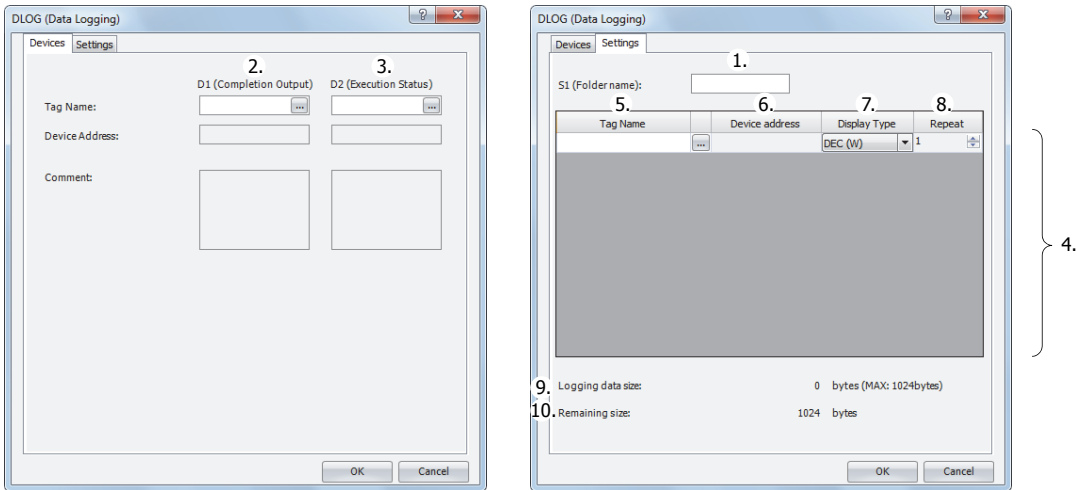 DLOG (Data Logging)
Devices Settings
2. 3.
D1 (Completion Output) D2 (Execution Status)
Tag Name: ... ...
Device Address:
Comment:
OK Cancel
DLOG (Data Logging)
Devices Settings
1.
S1 (Folder name):
5. 6. 7. 8.
Tag Name Device address Display Type Repeat
... DEC (W) 1
4.
9. Logging data size: 0 bytes (MAX: 1024bytes)
10. Remaining size: 1024 bytes
OK Cancel